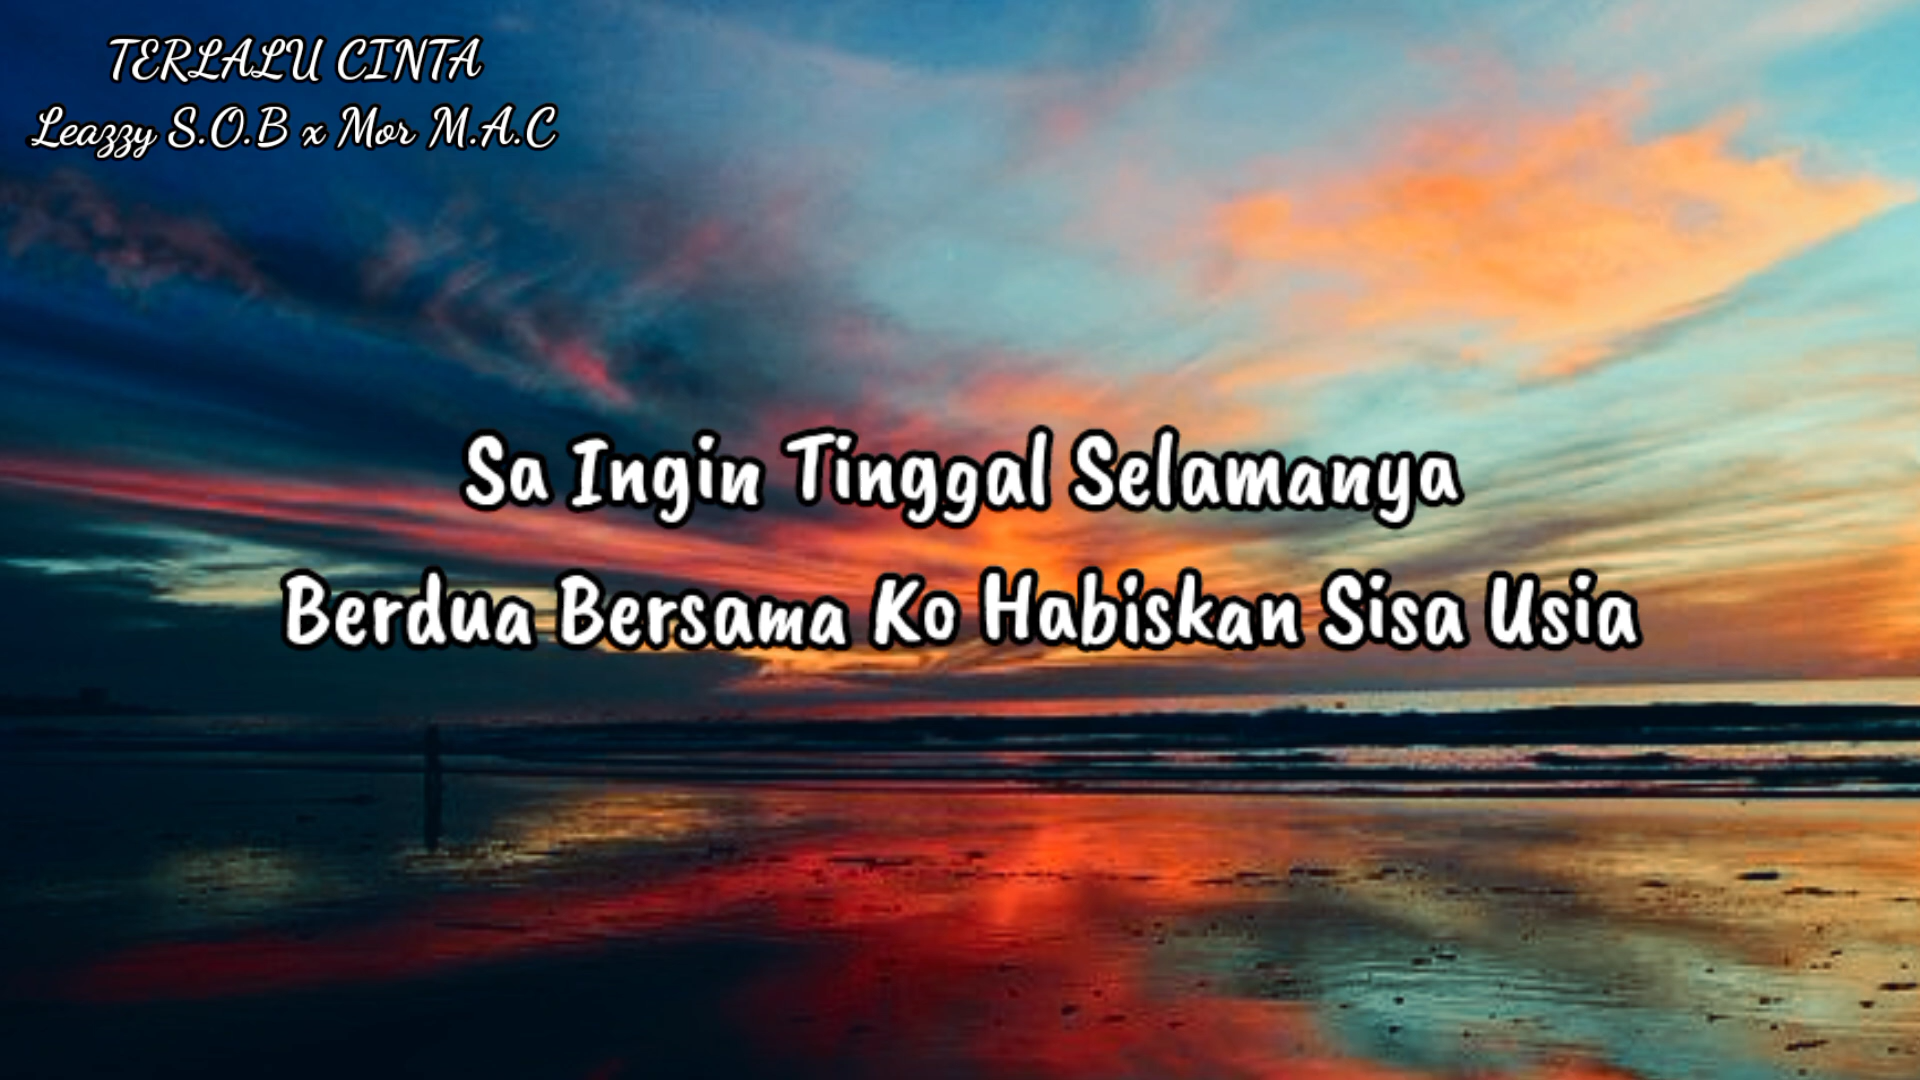 TERLALU CINTA
Leazzy S.O.B x Mor M.A.C
Sa Ingin Tinggal Selamanya
Berdua Bersama Ko Habiskan Sisa Usia